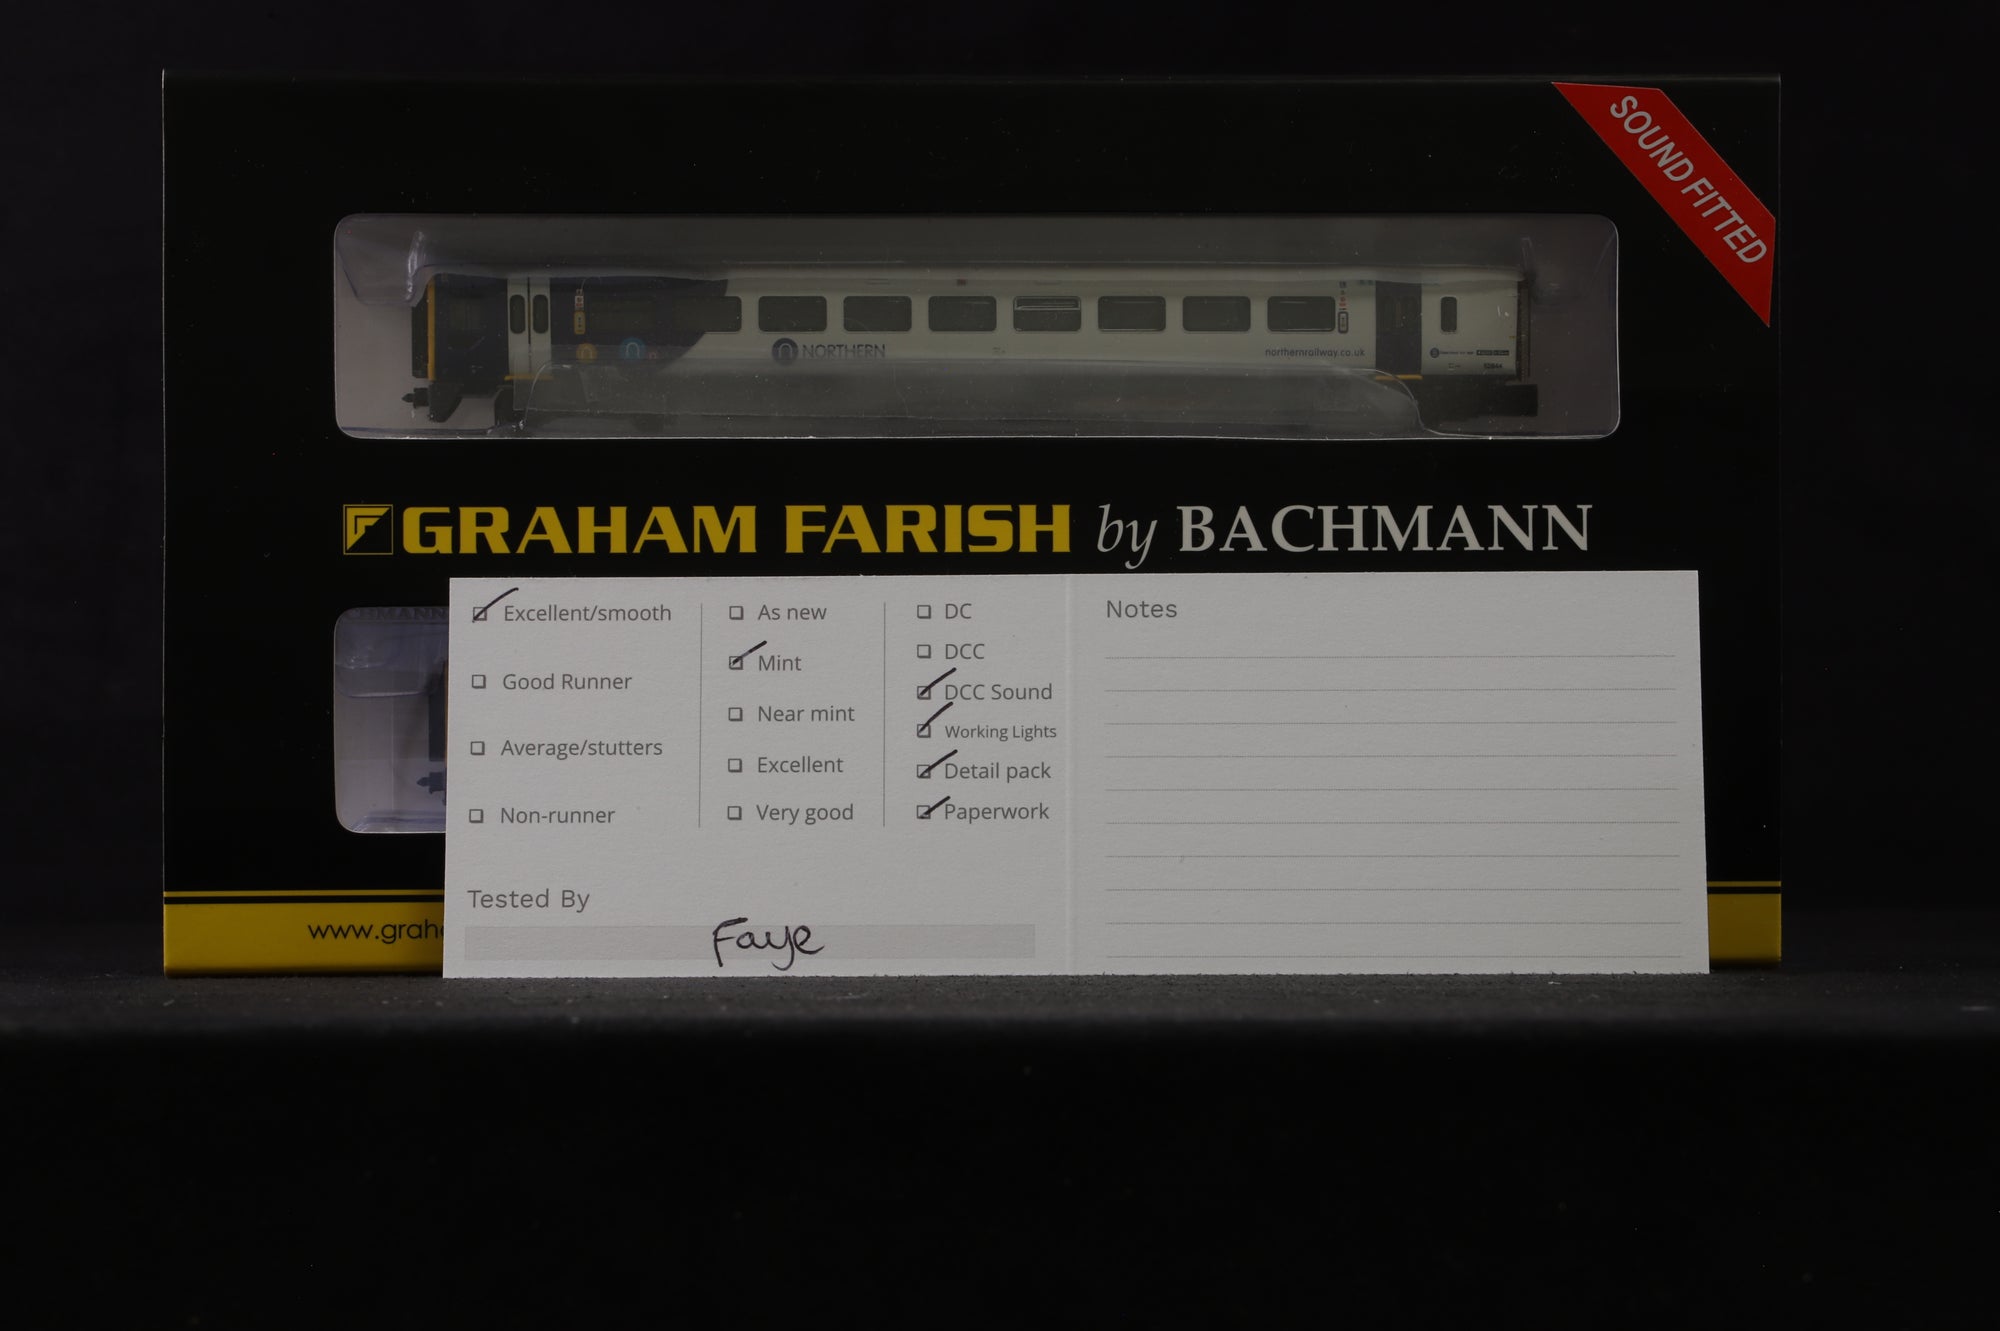 SOUND FITTED
NORTHERN
northernrailway.co.uk
GRAHAM FARISH by BACHMANN
Excellent/smooth
Good Runner
Average/stutters
Non-runner
As new
Mint
Near mint
Excellent
Very good
DC
DCC
DCC Sound
Working Lights
Detail pack
Paperwork
Notes
Tested By
Faye
www.grah